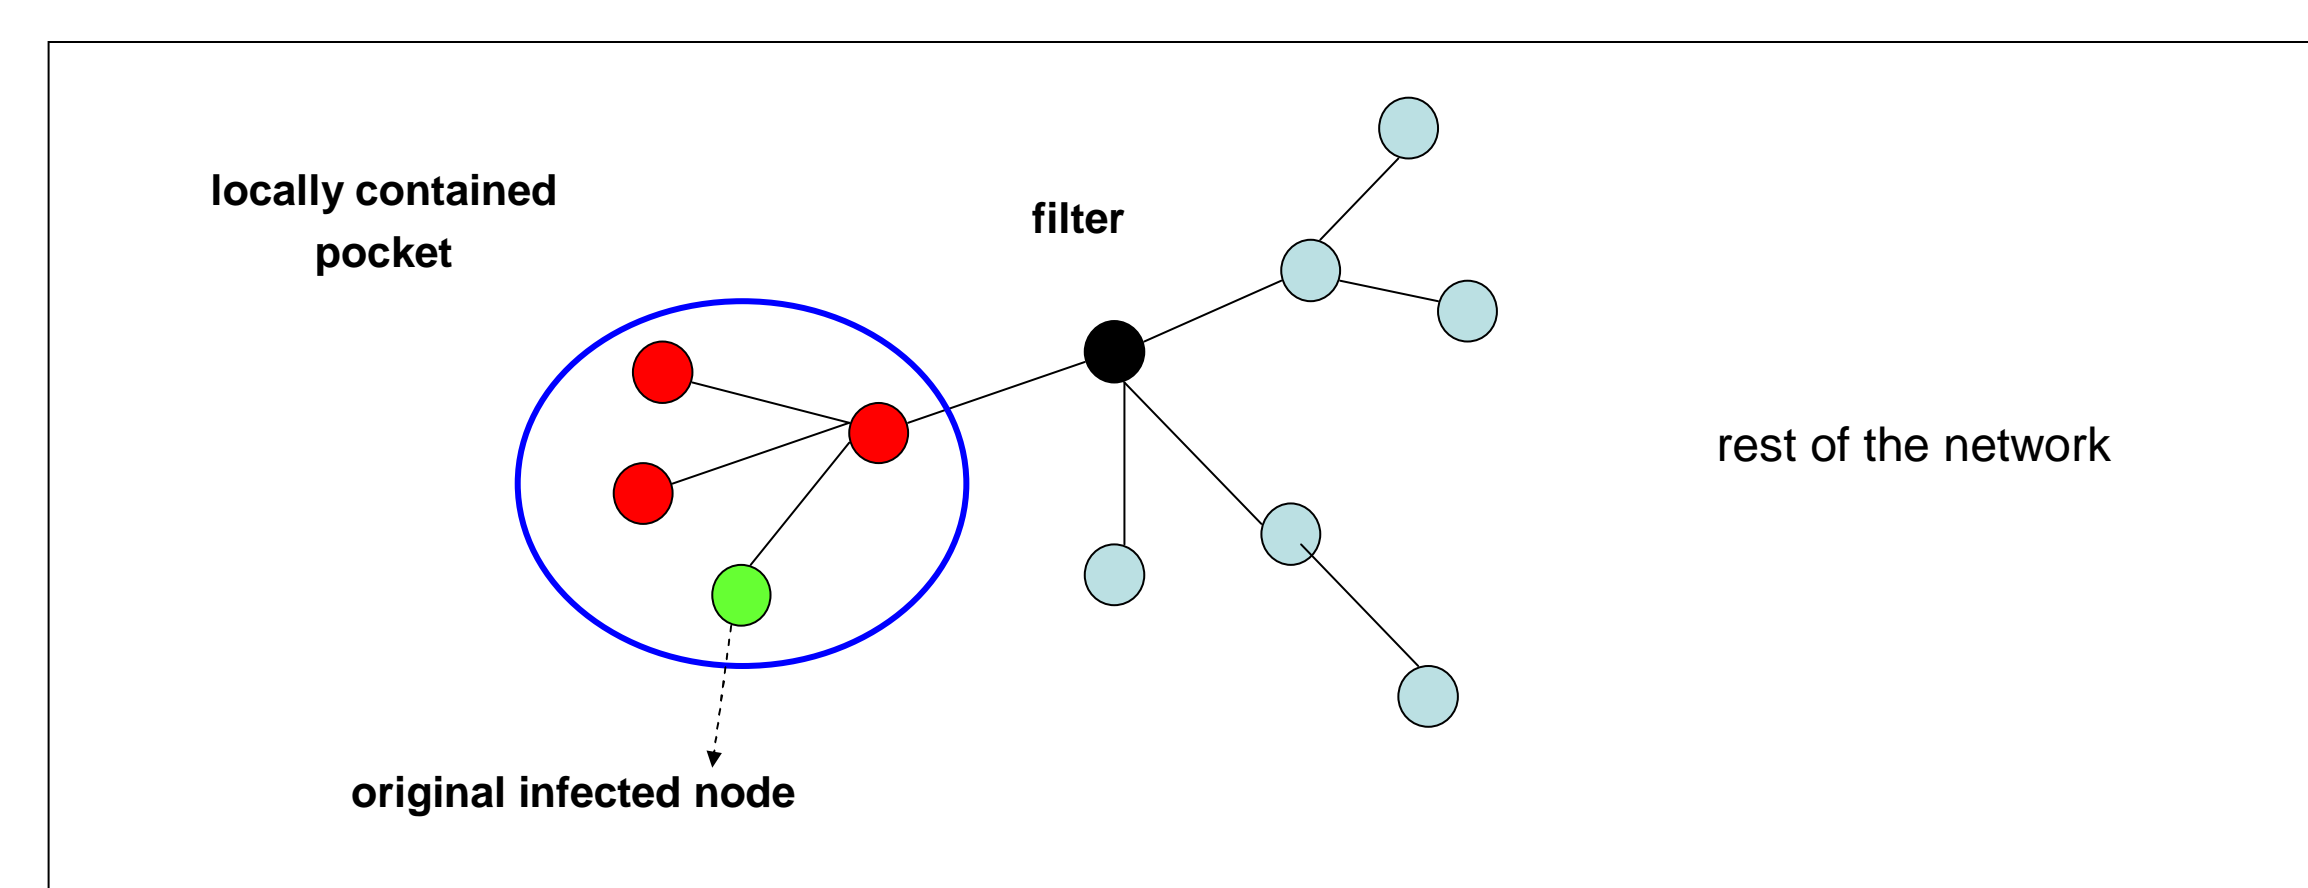 locally contained
pocket
filter
rest of the network
original infected node